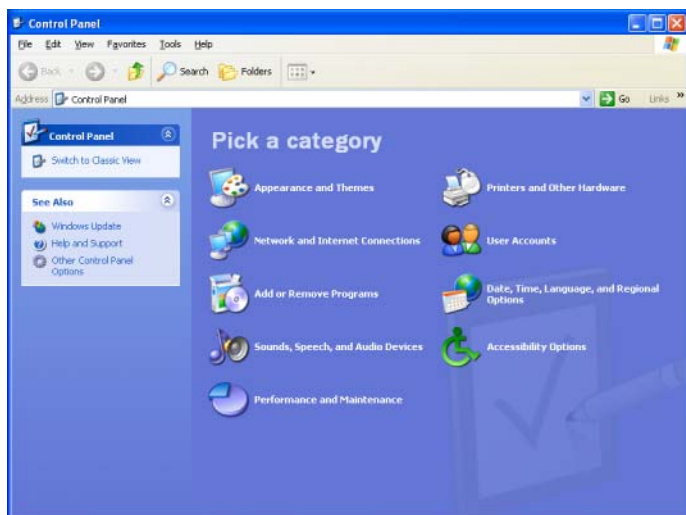 Control Panel
File Edit View Favorites Tools Help
Back Search Folders
Address Control Panel Go Links »
Control Panel
Switch to Classic View
See Also
Windows Update
Help and Support
Other Control Panel
Options
Pick a category
Appearance and Themes
Printers and Other Hardware
Network and Internet Connections
User Accounts
Add or Remove Programs
Date, Time, Language, and Regional
Options
Sounds, Speech, and Audio Devices
Accessibility Options
Performance and Maintenance